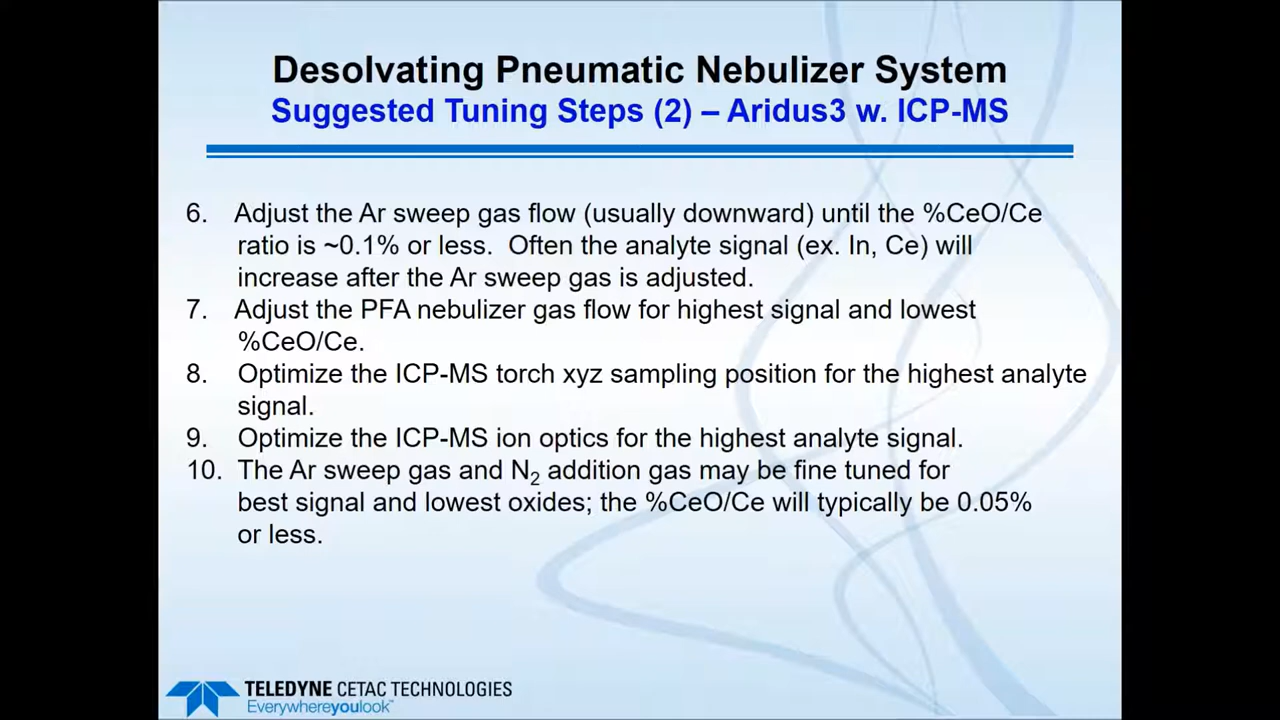 Desolvating Pneumatic Nebulizer System
Suggested Tuning Steps (2) – Aridus3 w. ICP-MS
6. Adjust the Ar sweep gas flow (usually downward) until the %CeO/Ce
ratio is ~0.1% or less. Often the analyte signal (ex. In, Ce) will
increase after the Ar sweep gas is adjusted.
7. Adjust the PFA nebulizer gas flow for highest signal and lowest
%CeO/Ce.
8. Optimize the ICP-MS torch xyz sampling position for the highest analyte
signal.
9. Optimize the ICP-MS ion optics for the highest analyte signal.
10. The Ar sweep gas and N₂ addition gas may be fine tuned for
best signal and lowest oxides; the %CeO/Ce will typically be 0.05%
or less.
TELEDYNE CETAC TECHNOLOGIES
Everywhereyoulook™